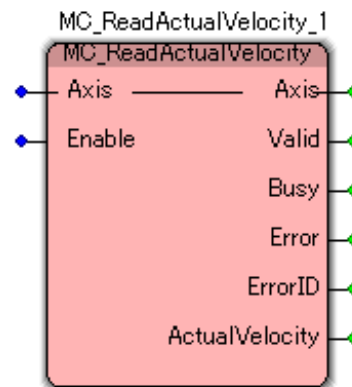 MC_ReadActualVelocity_1
MC_ReadActualVelocity
Axis Axis
Enable Valid
Busy
Error
ErrorID
ActualVelocity